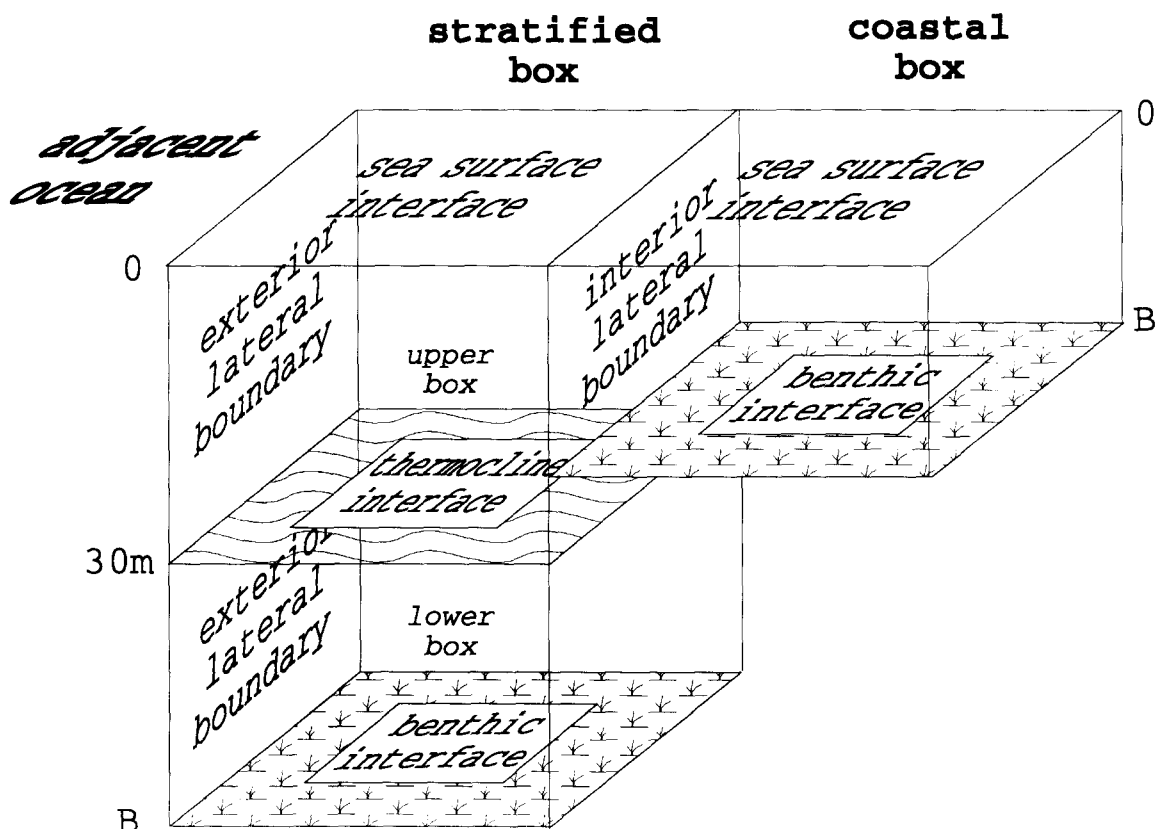 stratified
box
coastal
box
0
adjacent
ocean
sea surface
interface
sea surface
interface
0
exterior
lateral
boundary
interior
lateral
boundary
B
upper
box
benthic
interface
thermocline
interface
30m
exterior
lateral
boundary
lower
box
benthic
interface
B